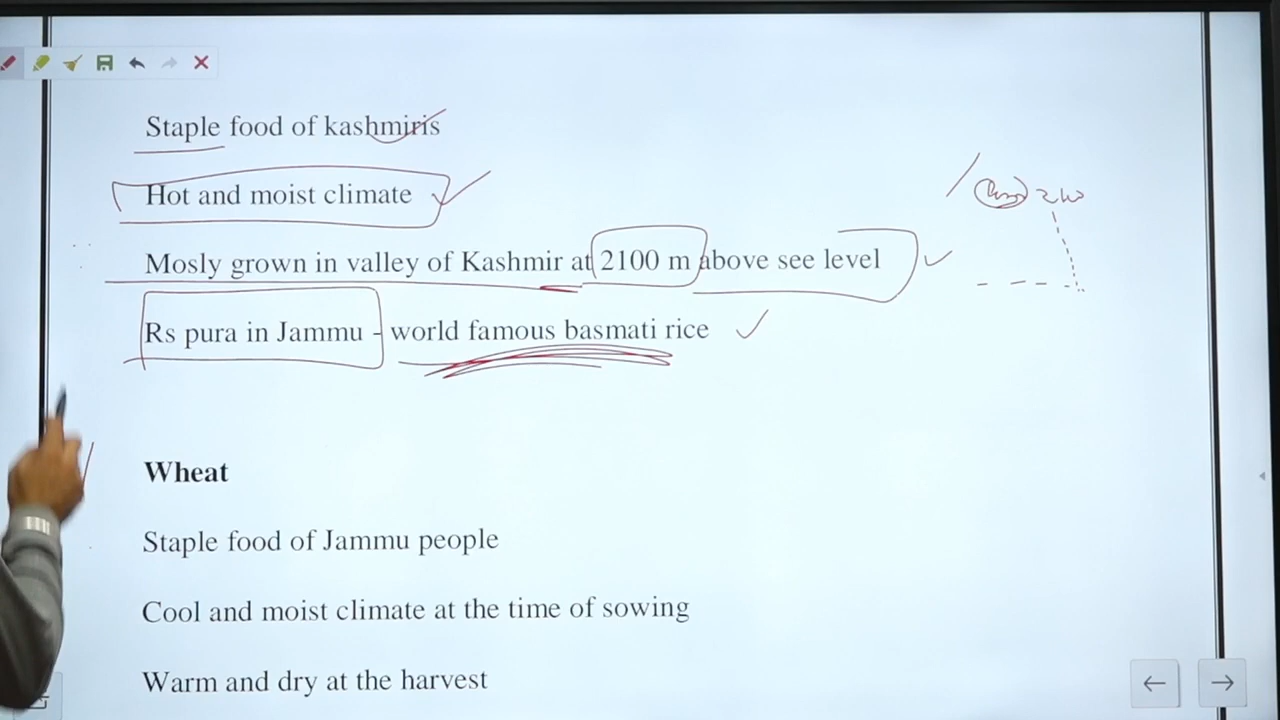 Staple food of kashmiris
Hot and moist climate
Mosly grown in valley of Kashmir at 2100 m above see level
Rs pura in Jammu - world famous basmati rice
Wheat
Staple food of Jammu people
Cool and moist climate at the time of sowing
Warm and dry at the harvest